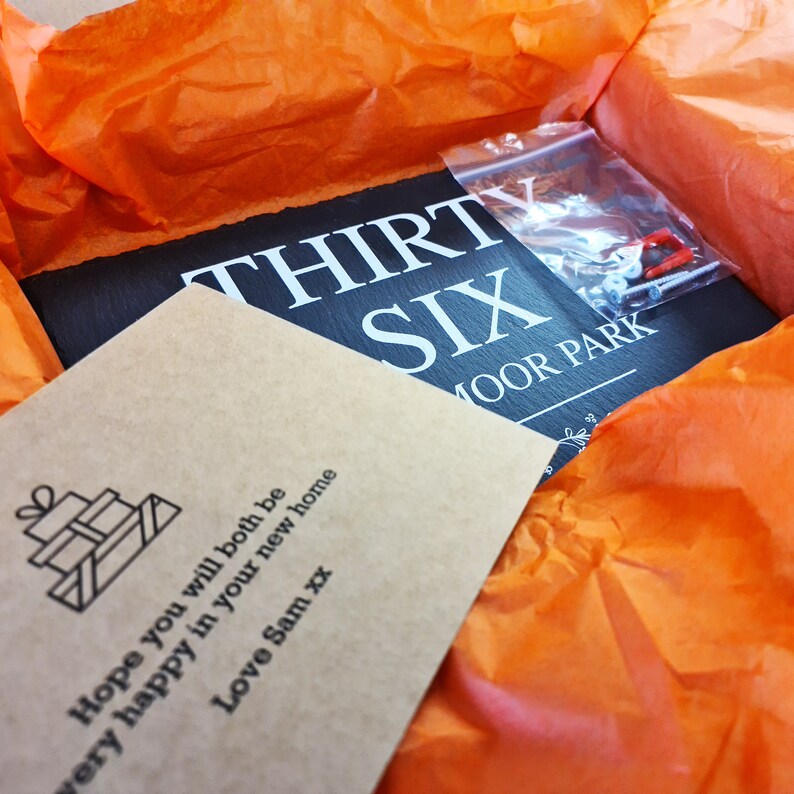 THIRTY
SIX
MOOR PARK
Hope you will both be
very happy in your new home
Love Sam xx